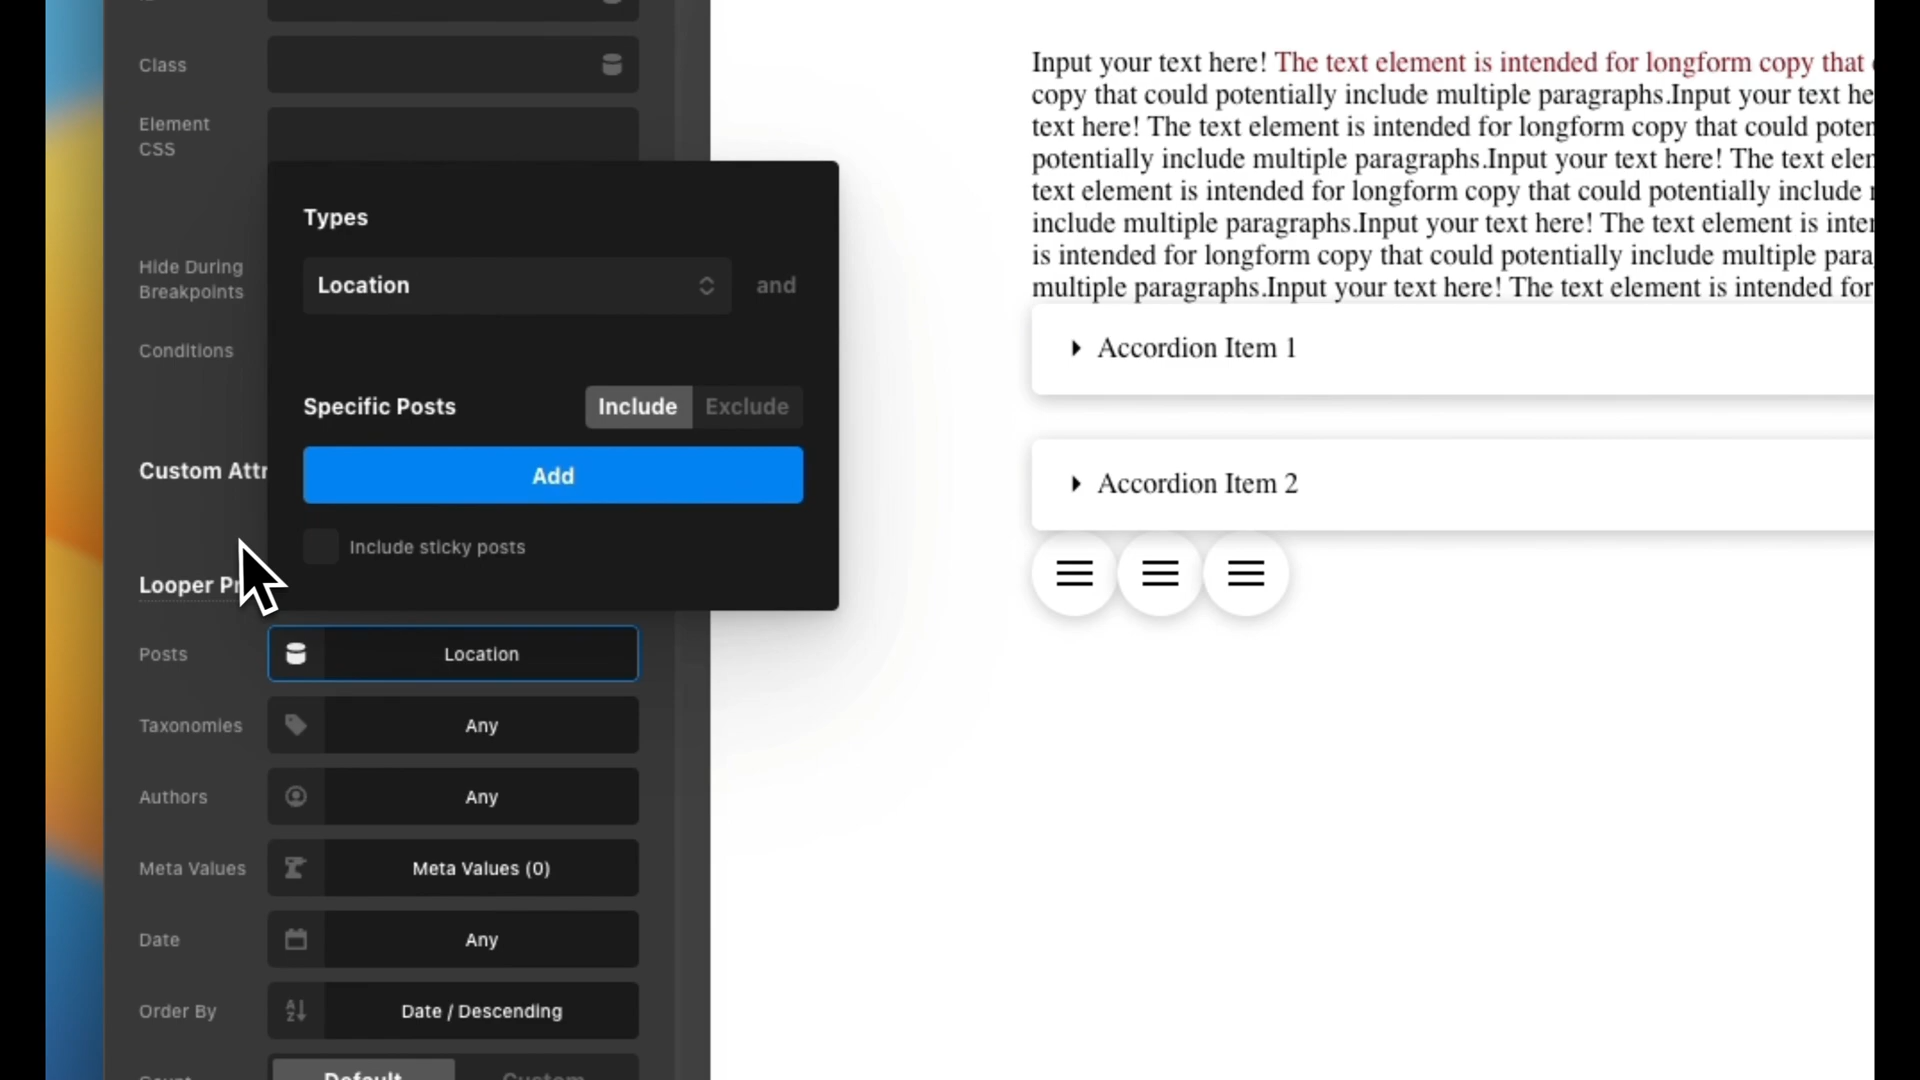 Class
Element
CSS
Hide During
Breakpoints
Conditions
Custom Attr
Looper Pr
Types
Location
and
Specific Posts
Include
Exclude
Add
Include sticky posts
Posts
Location
Taxonomies
Any
Authors
Any
Meta Values
Meta Values (0)
Date
Any
Order By
Date / Descending
Default
Custom
Input your text here! The text element is intended for longform copy that
copy that could potentially include multiple paragraphs.Input your text he
text here! The text element is intended for longform copy that could poten
potentially include multiple paragraphs.Input your text here! The text elem
text element is intended for longform copy that could potentially include
include multiple paragraphs.Input your text here! The text element is inten
is intended for longform copy that could potentially include multiple para
multiple paragraphs.Input your text here! The text element is intended for
Accordion Item 1
Accordion Item 2